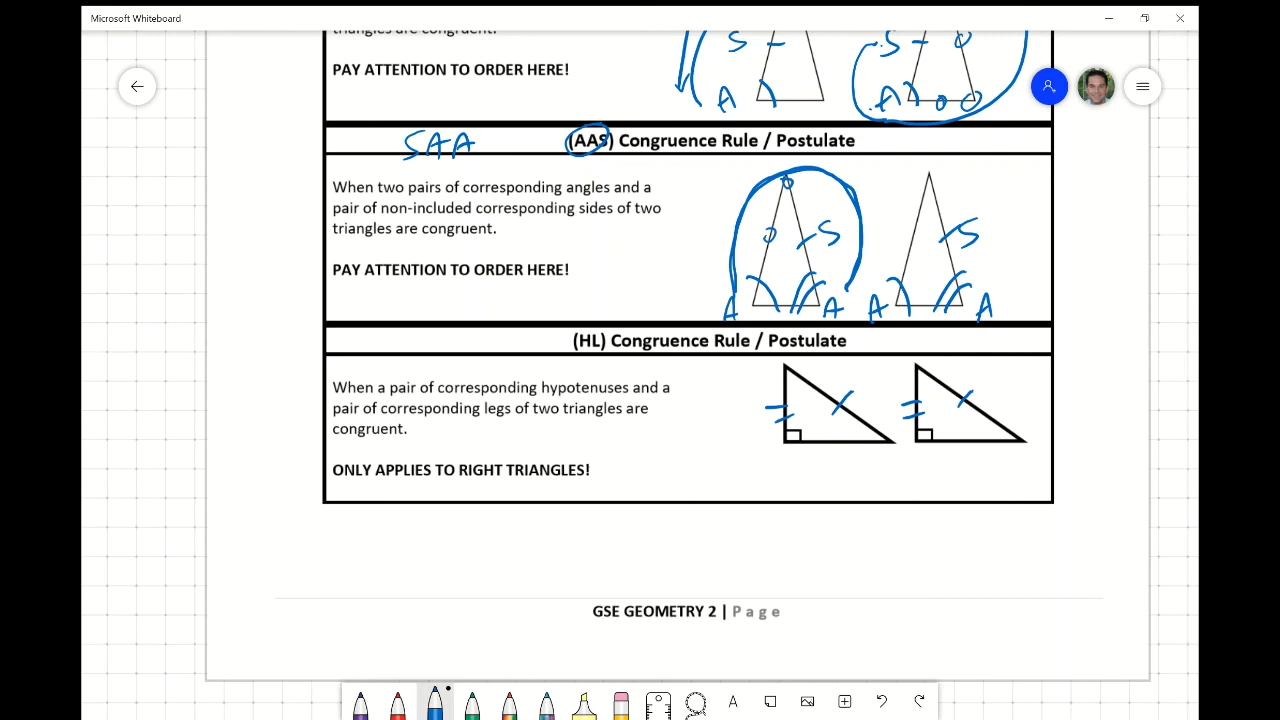 Microsoft Whiteboard
triangles are congruent.
PAY ATTENTION TO ORDER HERE!
S
A
S
O
A
O O
SAA
(AAS) Congruence Rule / Postulate
When two pairs of corresponding angles and a
pair of non-included corresponding sides of two
triangles are congruent.
PAY ATTENTION TO ORDER HERE!
S
A
A
S
A
A
(HL) Congruence Rule / Postulate
When a pair of corresponding hypotenuses and a
pair of corresponding legs of two triangles are
congruent.
ONLY APPLIES TO RIGHT TRIANGLES!
GSE GEOMETRY 2 | Page
A